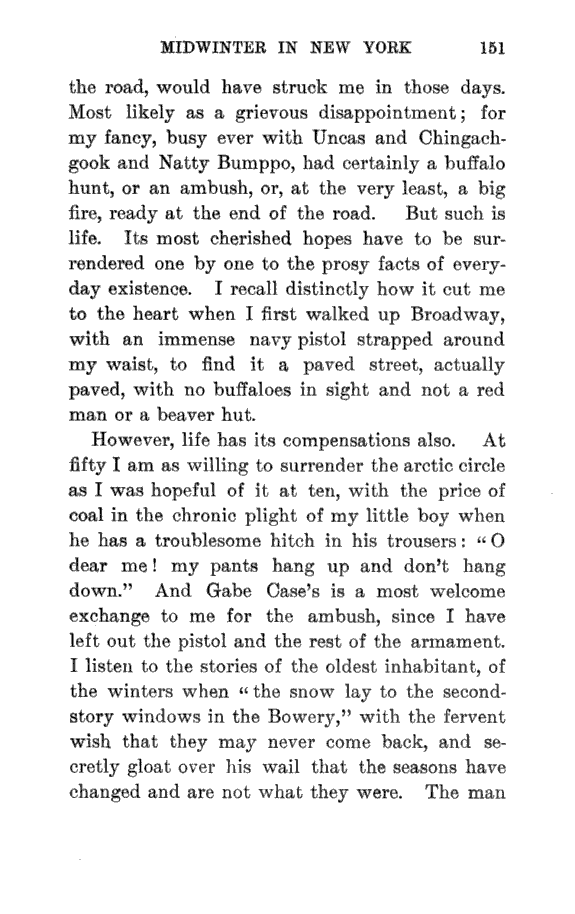 MIDWINTER IN NEW YORK 151
the road, would have struck me in those days.
Most likely as a grievous disappointment; for
my fancy, busy ever with Uncas and Chingach-
gook and Natty Bumppo, had certainly a buffalo
hunt, or an ambush, or, at the very least, a big
fire, ready at the end of the road. But such is
life. Its most cherished hopes have to be sur-
rendered one by one to the prosy facts of every-
day existence. I recall distinctly how it cut me
to the heart when I first walked up Broadway,
with an immense navy pistol strapped around
my waist, to find it a paved street, actually
paved, with no buffaloes in sight and not a red
man or a beaver hut.
However, life has its compensations also. At
fifty I am as willing to surrender the arctic circle
as I was hopeful of it at ten, with the price of
coal in the chronic plight of my little boy when
he has a troublesome hitch in his trousers: “O
dear me! my pants hang up and don’t hang
down.” And Gabe Case’s is a most welcome
exchange to me for the ambush, since I have
left out the pistol and the rest of the armament.
I listen to the stories of the oldest inhabitant, of
the winters when “the snow lay to the second-
story windows in the Bowery,” with the fervent
wish that they may never come back, and se-
cretly gloat over his wail that the seasons have
changed and are not what they were. The man